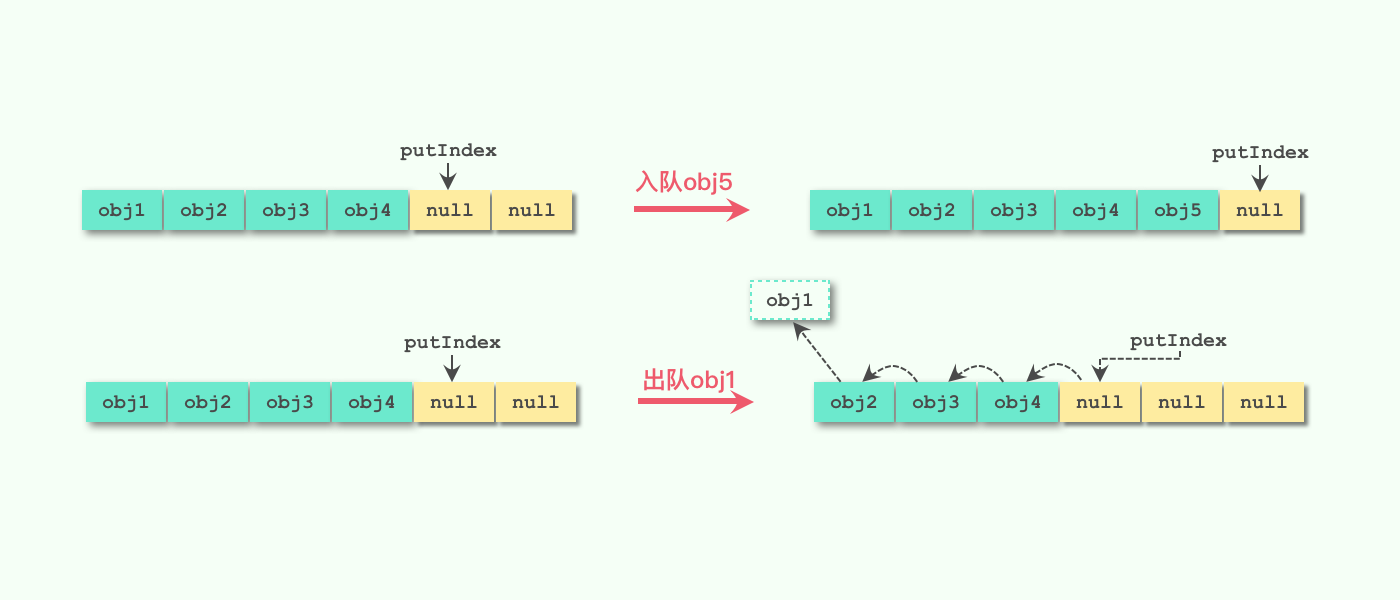 putIndex
putIndex
入队obj5
obj1 obj2 obj3 obj4 null null
obj1 obj2 obj3 obj4 obj5 null
obj1
putIndex
putIndex
出队obj1
obj1 obj2 obj3 obj4 null null
obj2 obj3 obj4 null null null